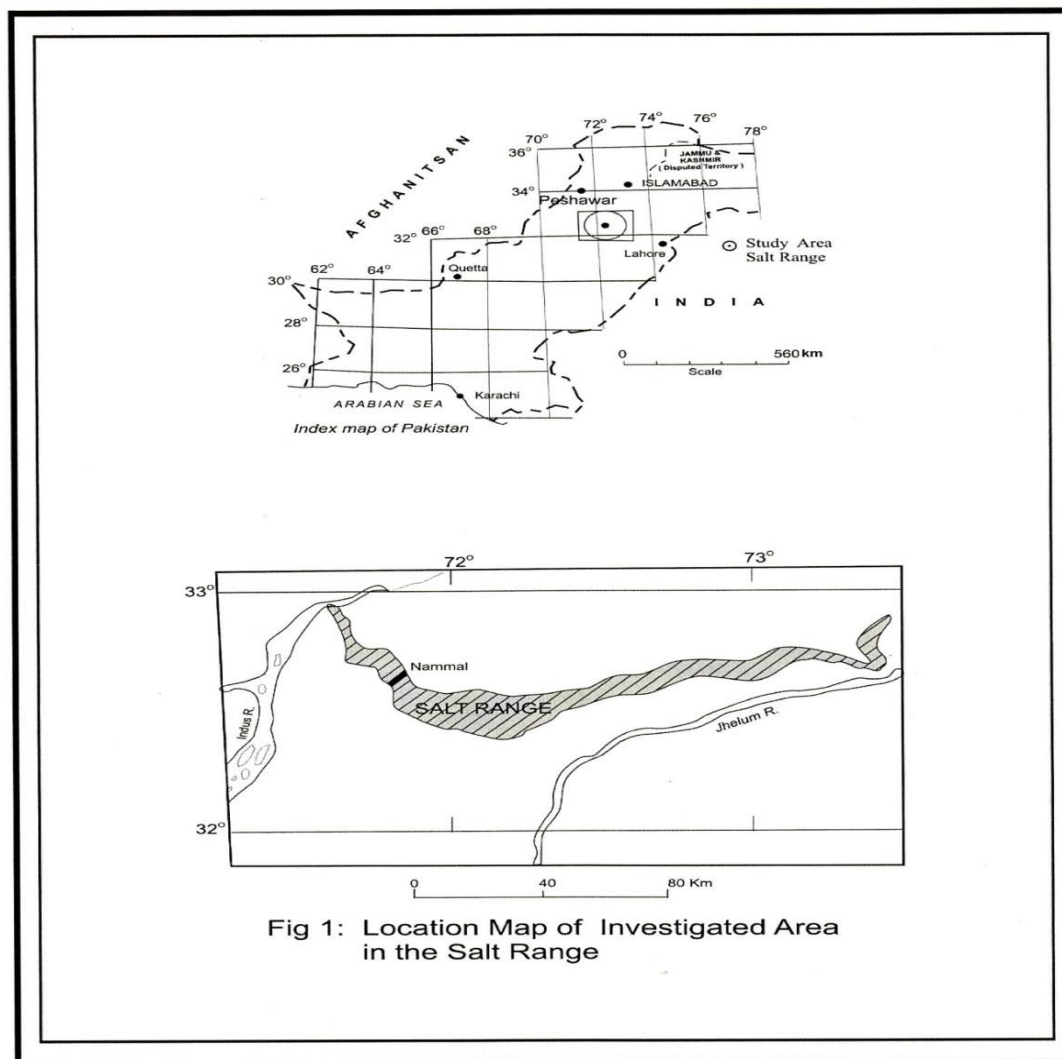 70°
72°
74°
76°
78°
36°
JAMMU &
KASHMIR
( Disputed Territory )
AFGHANITSAN
34°
ISLAMABAD
Peshawar
32°
66°
68°
Lahore
Study Area
Salt Range
62°
64°
Quetta
30°
INDIA
28°
0
560 km
Scale
26°
Karachi
ARABIAN SEA
Index map of Pakistan
72°
73°
33°
Nammal
SALT RANGE
Indus R.
Jhelum R.
32°
0
40
80 Km
Fig 1: Location Map of Investigated Area
in the Salt Range